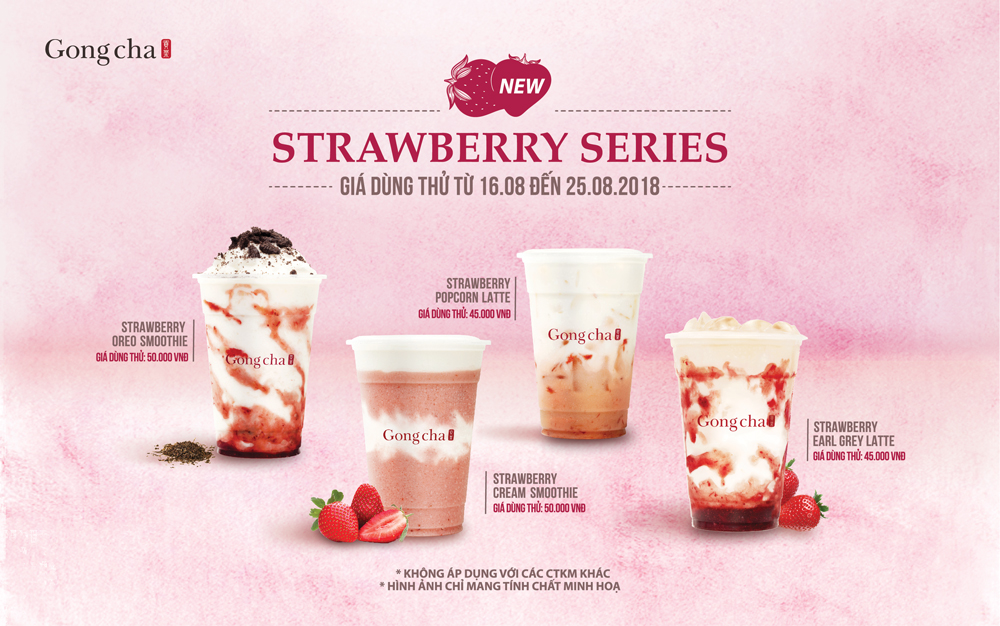 Gong cha
NEW
STRAWBERRY SERIES
GIÁ DÙNG THỬ TỪ 16.08 ĐẾN 25.08.2018
STRAWBERRY
OREO SMOOTHIE
GIÁ DÙNG THỬ: 50.000 VNĐ
Gong cha
STRAWBERRY
CREAM SMOOTHIE
GIÁ DÙNG THỬ: 50.000 VNĐ
Gong cha
STRAWBERRY
POPCORN LATTE
GIÁ DÙNG THỬ: 45.000 VNĐ
Gong cha
STRAWBERRY
EARL GREY LATTE
GIÁ DÙNG THỬ: 45.000 VNĐ
Gong cha
* KHÔNG ÁP DỤNG VỚI CÁC CTKM KHÁC
* HÌNH ẢNH CHỈ MANG TÍNH CHẤT MINH HOẠ